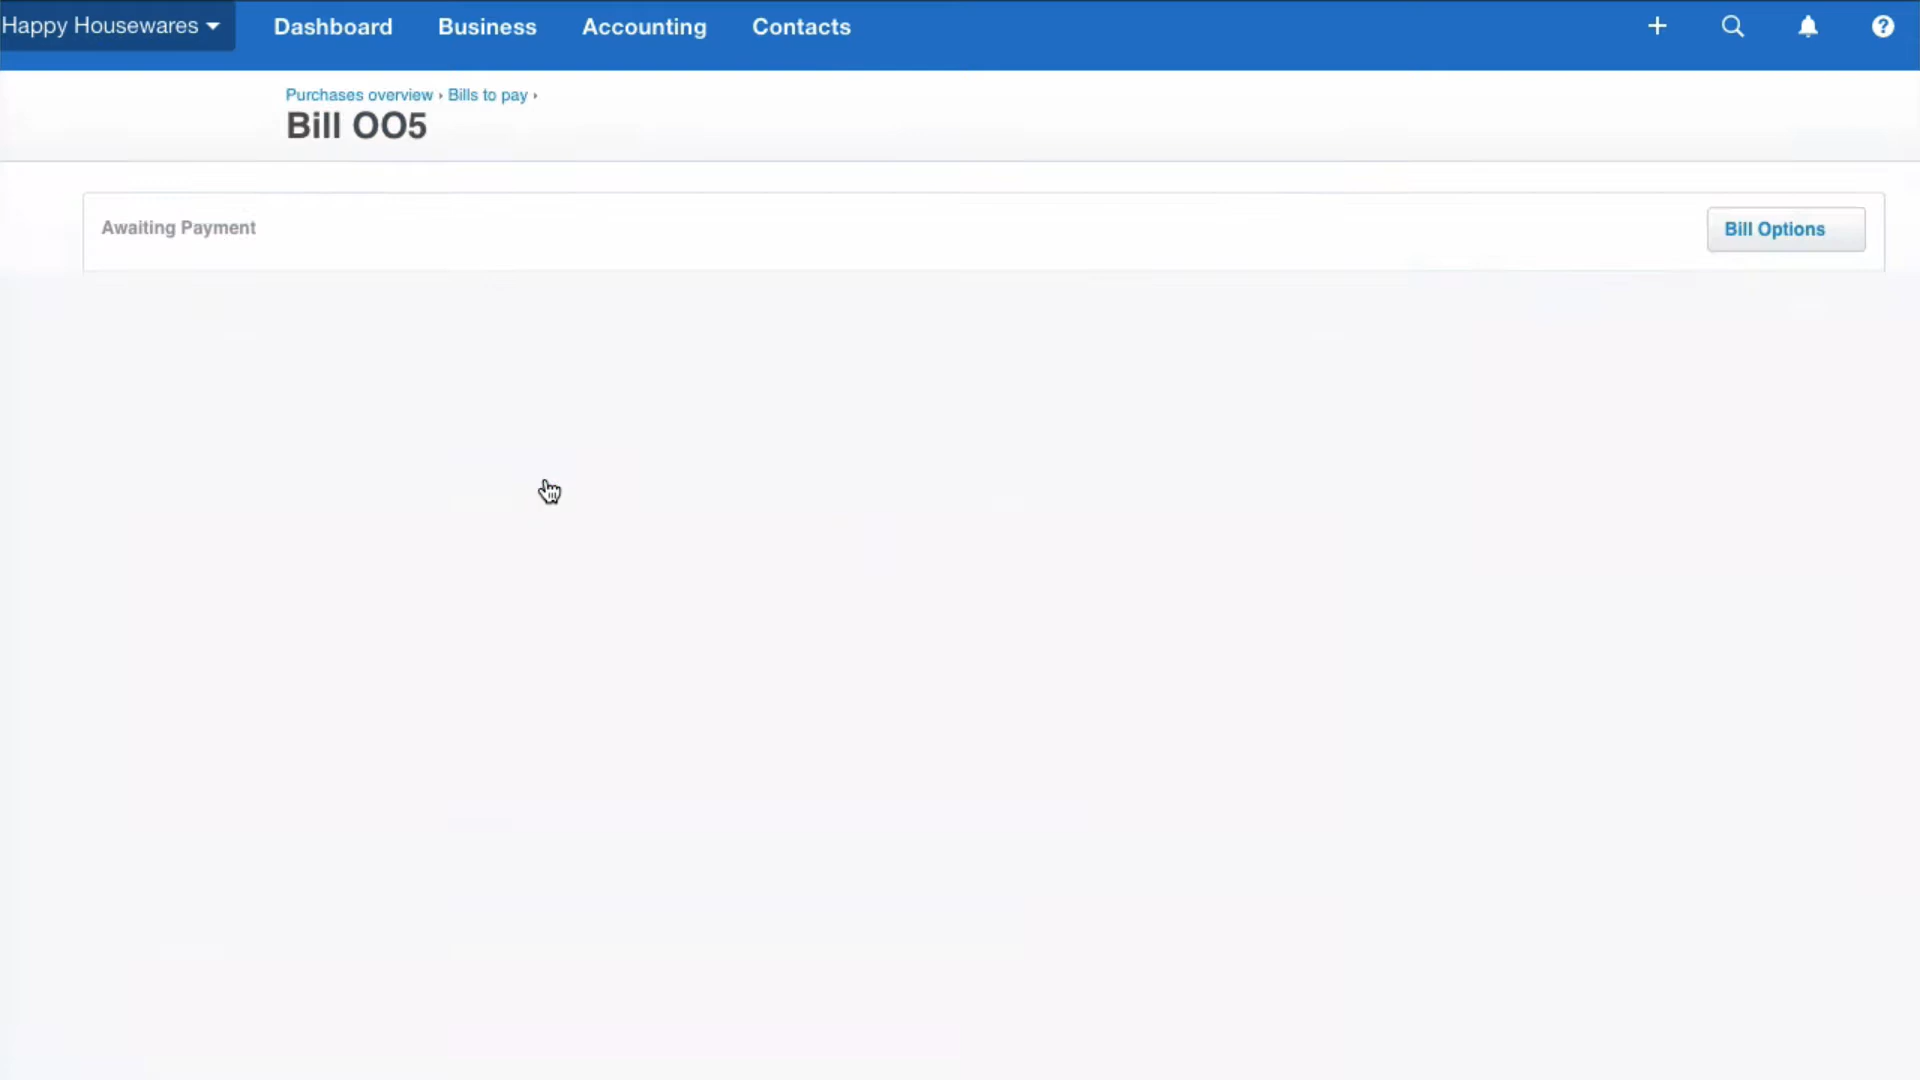 Happy Housewares Dashboard Business Accounting Contacts
Purchases overview › Bills to pay ›
Bill OO5
Awaiting Payment
Bill Options